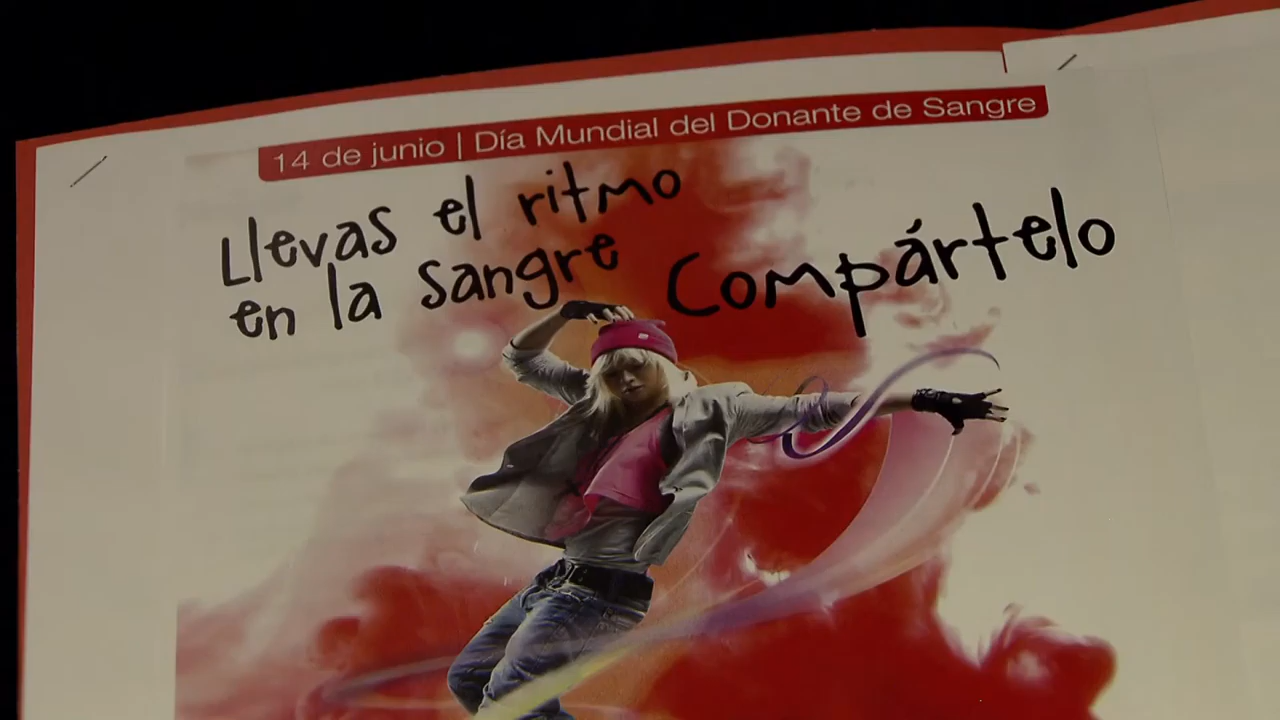 14 de junio | Día Mundial del Donante de Sangre
Llevas el ritmo
en la sangre
Compártelo